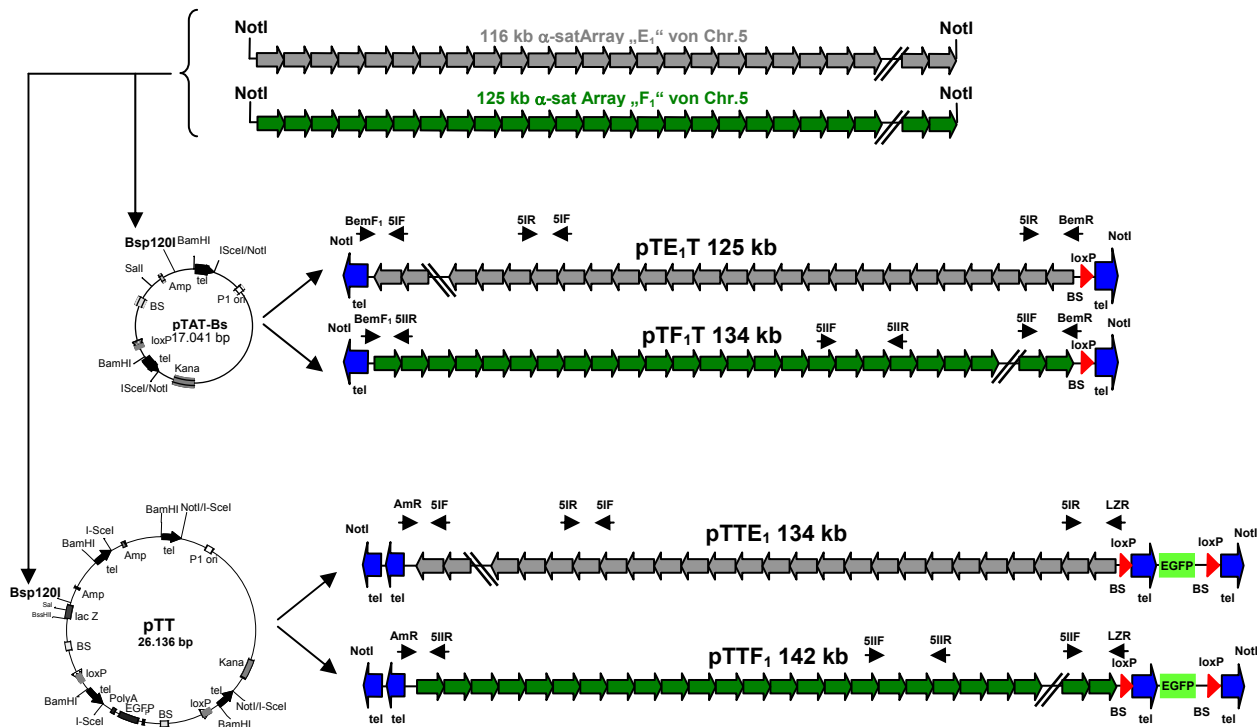 NotI
116 kb α-satArray „E₁“ von Chr.5
NotI
NotI
125 kb α-sat Array „F₁“ von Chr.5
NotI
Bsp120I
BamHI
ISceI/NotI
SalI
Amp
tel
P1 ori
BS
pTAT-Bs
17.041 bp
loxP
BamHI
tel
Kana
ISceI/NotI
BemF₁
5IF
5IR
5IF
5IR
BemR
NotI
pTE₁T 125 kb
NotI
loxP
tel
BS
tel
BemF₁
5IIR
5IIF
5IIR
5IIF
BemR
NotI
pTF₁T 134 kb
NotI
loxP
tel
BS
tel
BamHI
NotI/I-SceI
I-SceI
BamHI
Amp
tel
P1 ori
tel
Bsp120I
Amp
Sal
BssHII
lac Z
pTT
26.136 bp
BS
Kana
loxP
BamHI
tel
I-SceI
PolyA
EGFP
BS
loxP
tel
NotI/I-SceI
BamHI
AmR
5IF
5IR
5IF
5IR
LZR
NotI
pTTE₁ 134 kb
loxP
loxP
NotI
EGFP
tel
tel
BS
tel
BS
tel
AmR
5IIR
5IIF
5IIR
5IIF
LZR
NotI
pTTF₁ 142 kb
loxP
loxP
NotI
EGFP
tel
tel
BS
tel
BS
tel